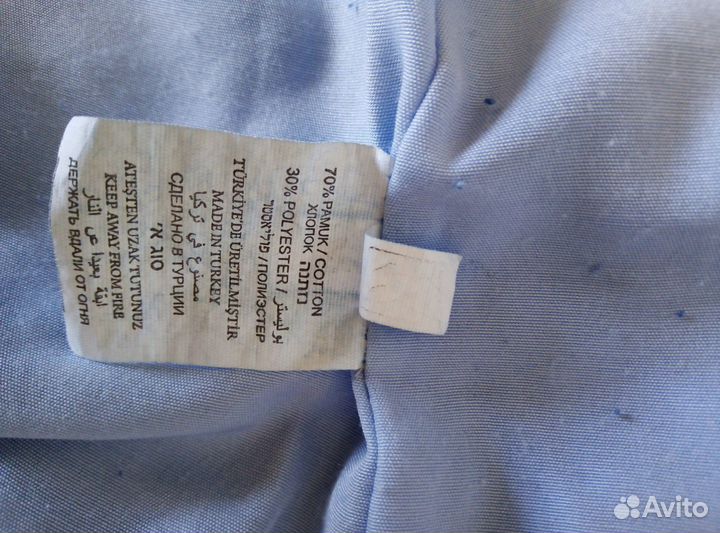 70% PAMUK / COTTON
ХЛОПОК כותנה
30% POLYESTER / بوليستر
פוליאסטר / ПОЛИЭСТЕР
TÜRKİYE'DE ÜRETİLMİŞTİR
MADE IN TURKEY
مصنوع في تركيا
СДЕЛАНО В ТУРЦИИ
סוג א'
ATEŞTEN UZAK TUTUNUZ
KEEP AWAY FROM FIRE
ابقه بعيدا عن النار
ДЕРЖАТЬ ВДАЛИ ОТ ОГНЯ
Avito